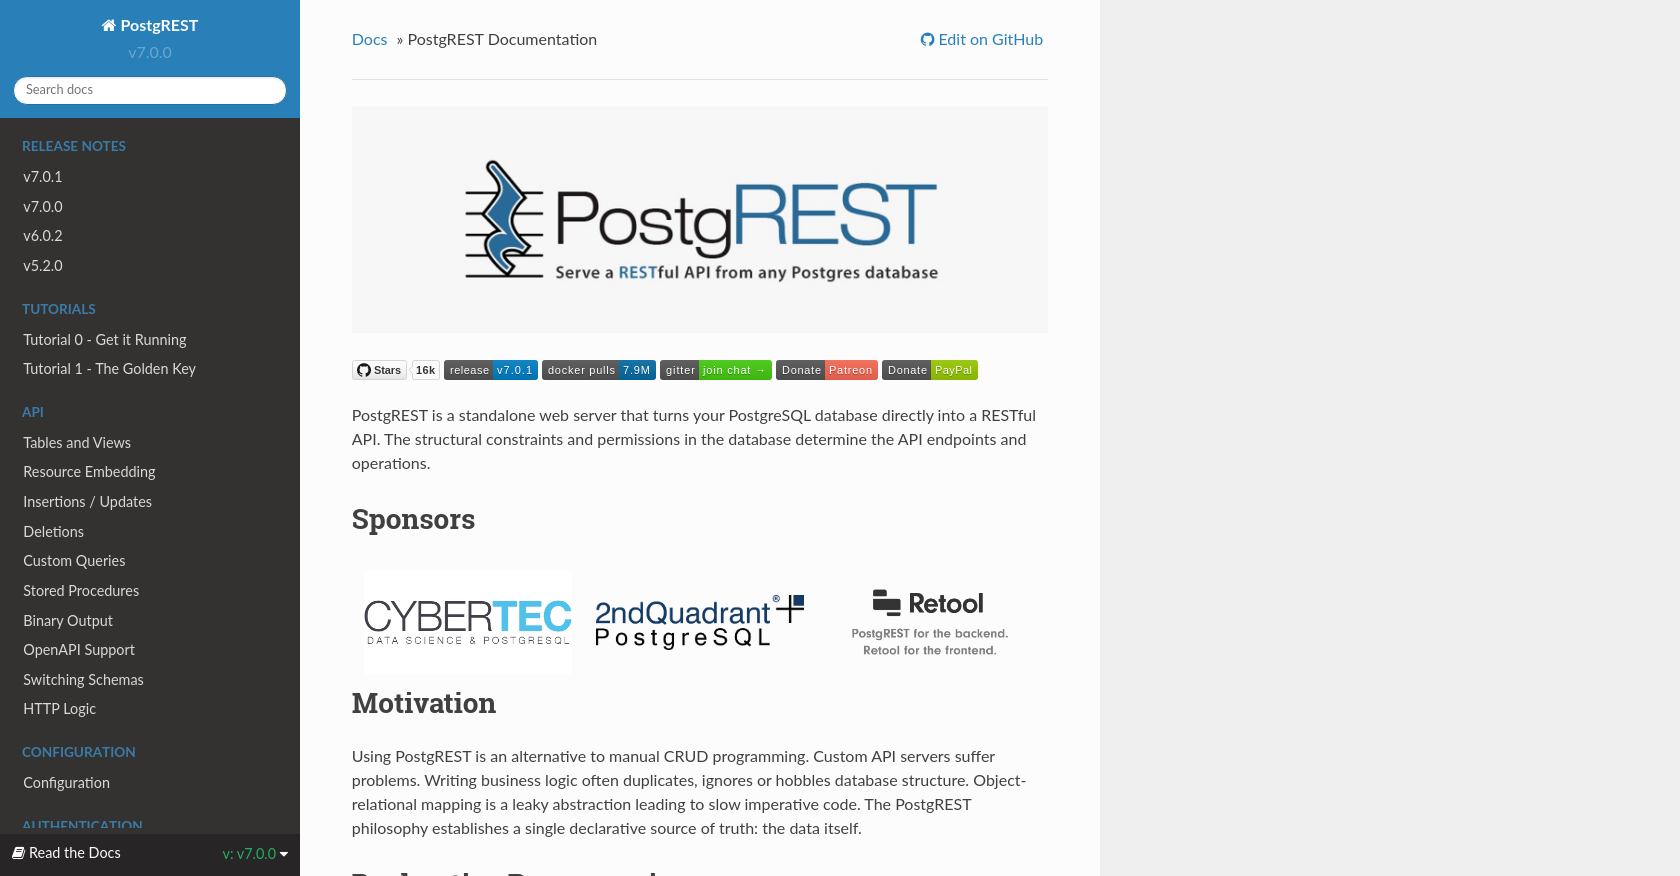 PostgREST
v7.0.0
Search docs
RELEASE NOTES
v7.0.1
v7.0.0
v6.0.2
v5.2.0
TUTORIALS
Tutorial 0 - Get it Running
Tutorial 1 - The Golden Key
API
Tables and Views
Resource Embedding
Insertions / Updates
Deletions
Custom Queries
Stored Procedures
Binary Output
OpenAPI Support
Switching Schemas
HTTP Logic
CONFIGURATION
Configuration
AUTHENTICATION
Read the Docs v: v7.0.0
Docs » PostgREST Documentation Edit on GitHub
PostgREST
Serve a RESTful API from any Postgres database
Stars 16k release v7.0.1 docker pulls 7.9M gitter join chat → Donate Patreon Donate PayPal
PostgREST is a standalone web server that turns your PostgreSQL database directly into a RESTful
API. The structural constraints and permissions in the database determine the API endpoints and
operations.
Sponsors
CYBERTEC
DATA SCIENCE & POSTGRESQL
2ndQuadrant®
PostgreSQL
Retool
PostgREST for the backend.
Retool for the frontend.
Motivation
Using PostgREST is an alternative to manual CRUD programming. Custom API servers suffer
problems. Writing business logic often duplicates, ignores or hobbles database structure. Object-
relational mapping is a leaky abstraction leading to slow imperative code. The PostgREST
philosophy establishes a single declarative source of truth: the data itself.